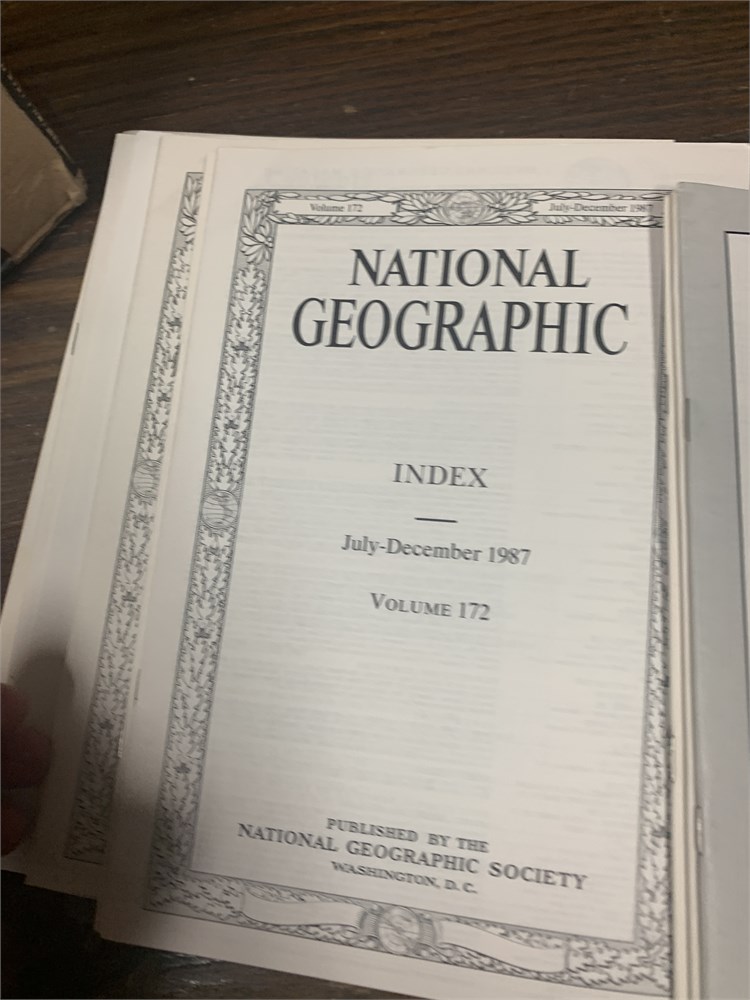 Volume 172
July-December 1987
NATIONAL
GEOGRAPHIC
INDEX
July-December 1987
VOLUME 172
PUBLISHED BY THE
NATIONAL GEOGRAPHIC SOCIETY
WASHINGTON, D. C.